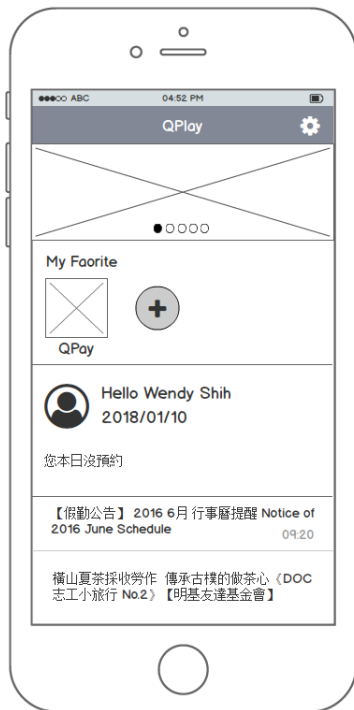 ABC 04:52 PM
QPlay
My Faorite
QPay
Hello Wendy Shih
2018/01/10
您本日沒預約
【假勤公告】 2016 6月 行事曆提醒 Notice of
2016 June Schedule
09:20
橫山夏茶採收勞作 傳承古樸的做茶心《DOC
志工小旅行 No.2》【明基友達基金會】